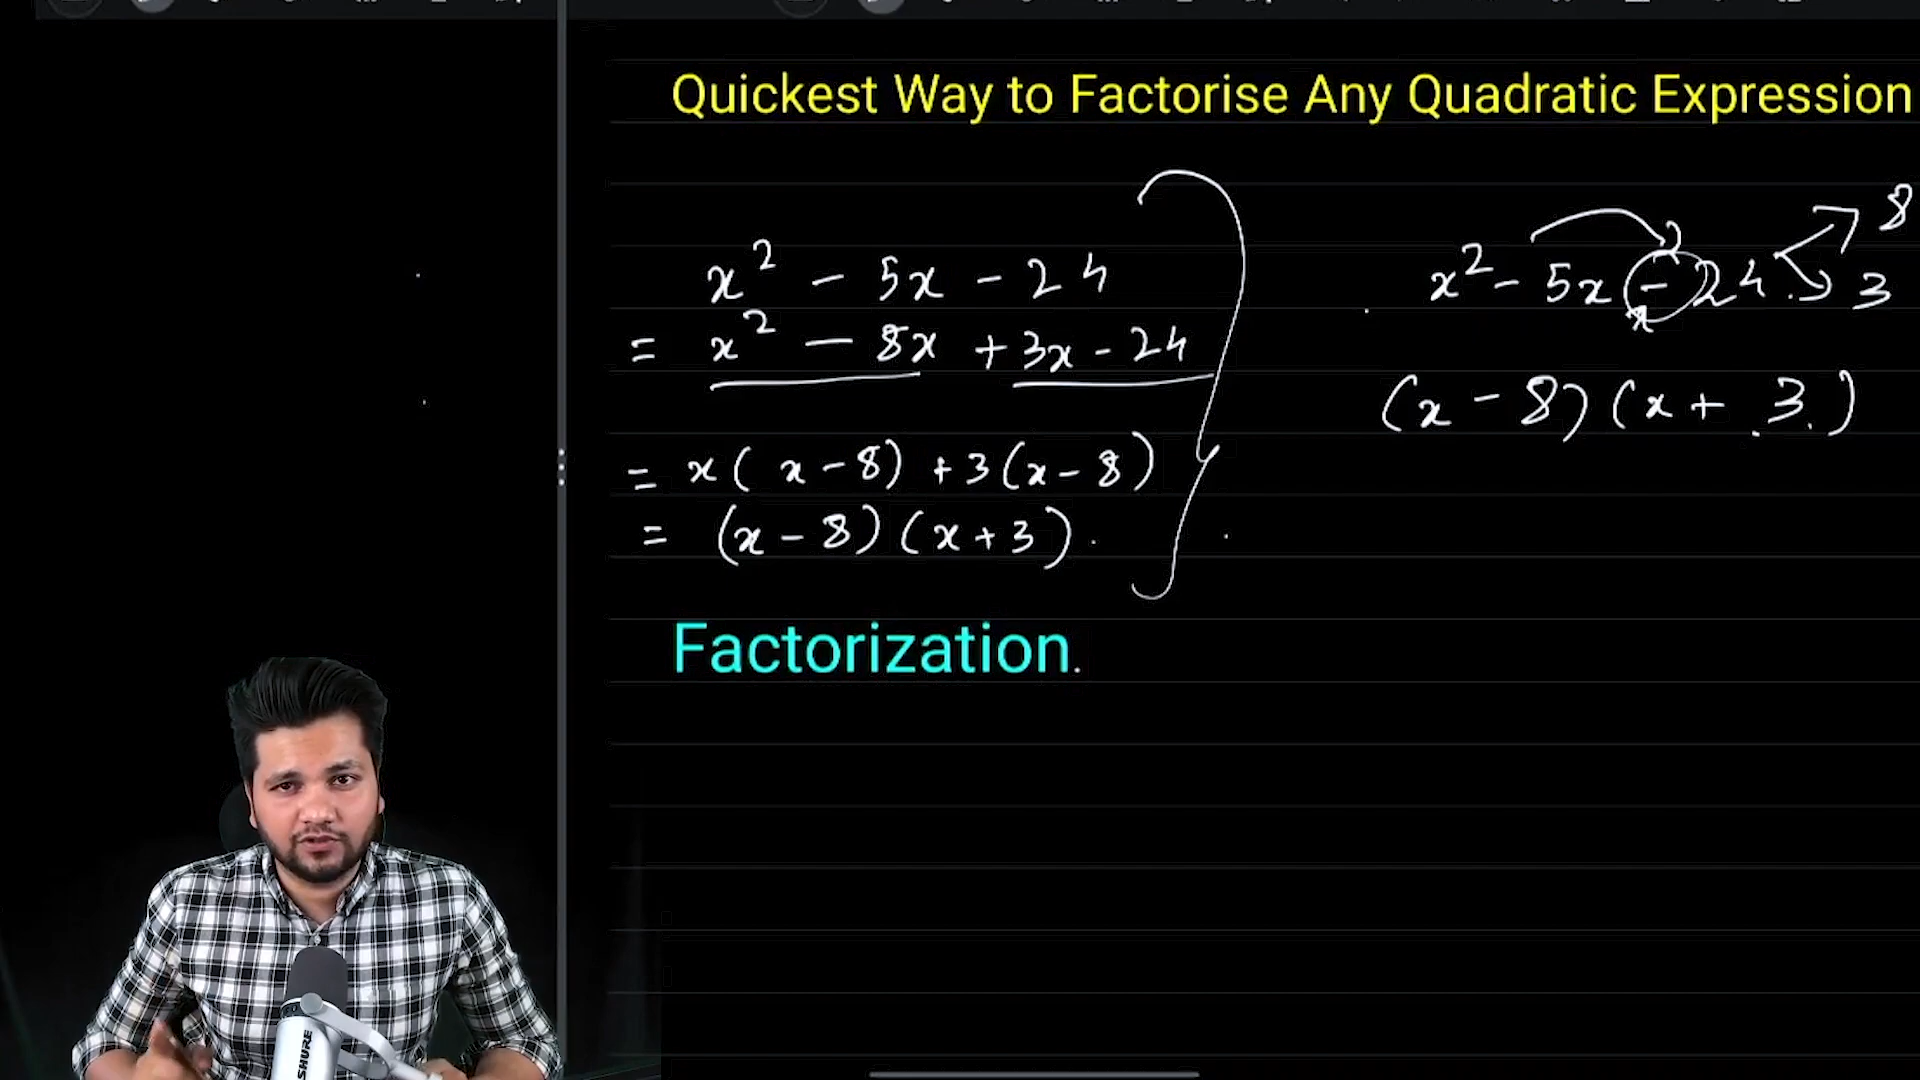 Quickest Way to Factorise Any Quadratic Expression
x² - 5x - 24
= x² - 8x + 3x - 24
= x(x-8) + 3(x-8)
= (x-8)(x+3).
8
x² - 5x - 24
3
(x-8)(x+3)
Factorization.
SHURE